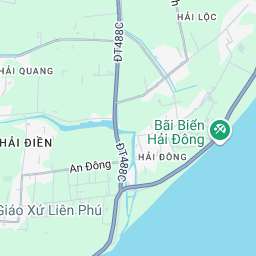 HẢI LỘC
ĐT488C
HẢI QUANG
Bãi Biển
Hải Đông
HẢI ĐIỀN
HẢI ĐÔNG
An Đông
ĐT488C
Giáo Xứ Liên Phú